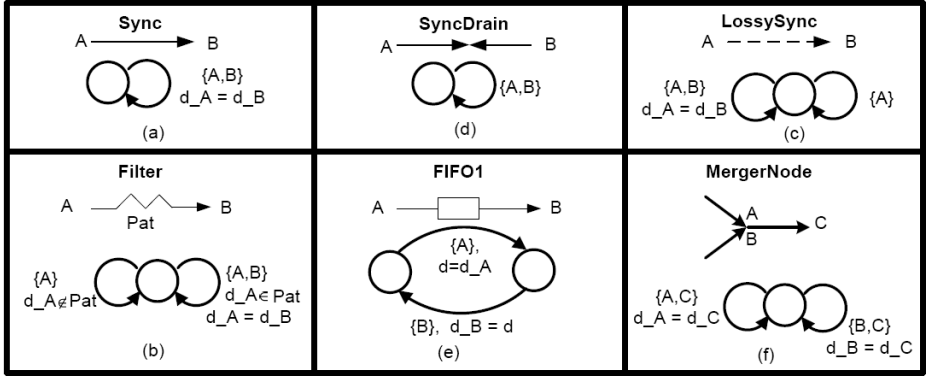 Sync
A B
{A,B}
d_A = d_B
(a)
SyncDrain
A B
{A,B}
(d)
LossySync
A B
{A,B}
d_A = d_B
{A}
(c)
Filter
A B
Pat
{A}
d_A∉Pat
{A,B}
d_A∈Pat
d_A = d_B
(b)
FIFO1
A B
{A},
d=d_A
{B}, d_B = d
(e)
MergerNode
A
B
C
{A,C}
d_A = d_C
{B,C}
d_B = d_C
(f)